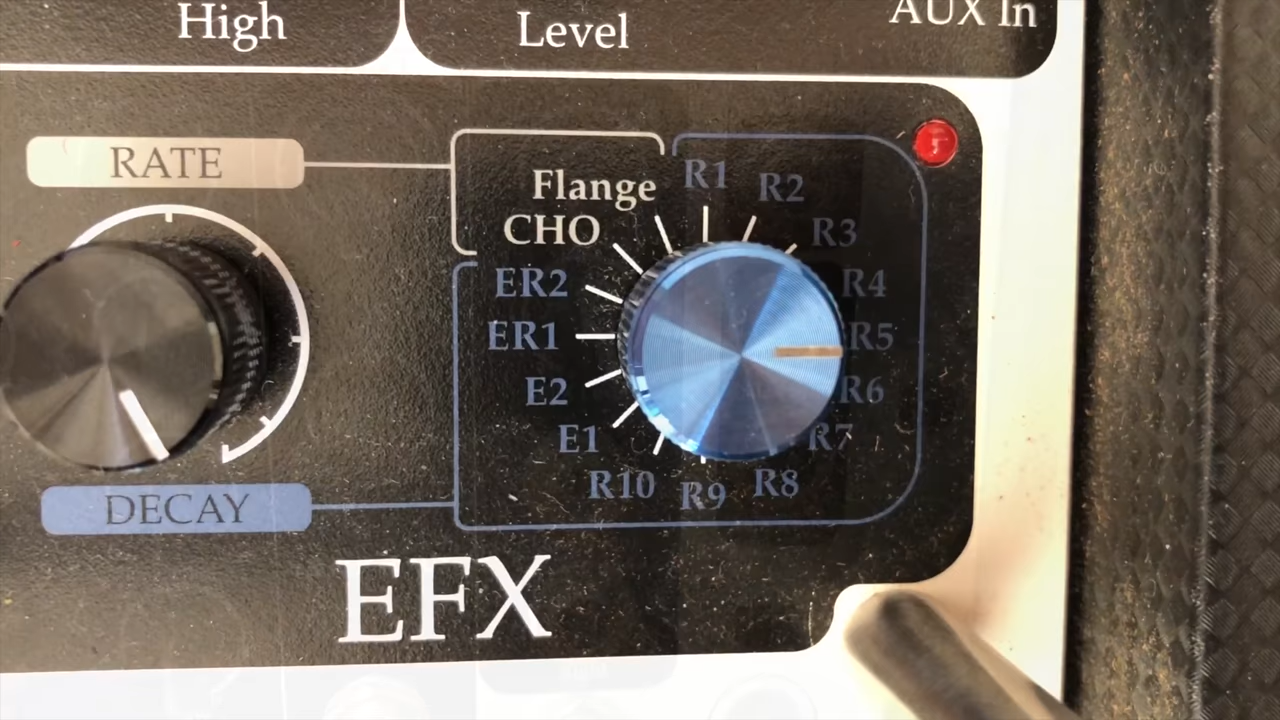 High
Level
AUX In
RATE
Flange
CHO
ER2
ER1
E2
E1
R10
R9
R8
R7
R6
R5
R4
R3
R2
R1
DECAY
EFX